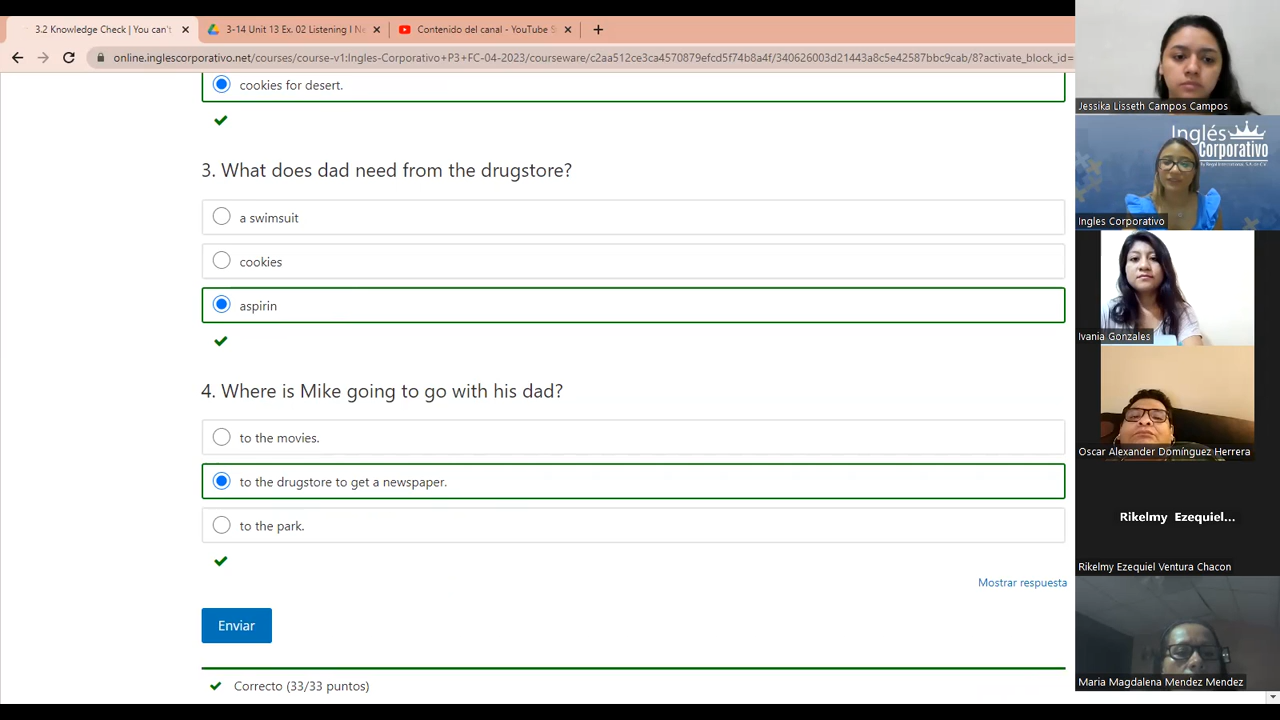 3.2 Knowledge Check | You can't
3-14 Unit 13 Ex. 02 Listening I Ne
Contenido del canal - YouTube S
online.inglescorporativo.net/courses/course-v1:Ingles-Corporativo+P3+FC-04-2023/courseware/c2aa512ce3ca4570879efcd5f74b8a4f/340626003d21443a8c5e42587bbc9cab/8?activate_block_id=
cookies for desert.
3. What does dad need from the drugstore?
a swimsuit
cookies
aspirin
4. Where is Mike going to go with his dad?
to the movies.
to the drugstore to get a newspaper.
to the park.
Mostrar respuesta
Enviar
Correcto (33/33 puntos)
Jessika Lisseth Campos Campos
Inglés
Corporativo
Ingles Corporativo
Ivania Gonzales
Oscar Alexander Domínguez Herrera
Rikelmy Ezequiel...
Rikelmy Ezequiel Ventura Chacon
Maria Magdalena Mendez Mendez